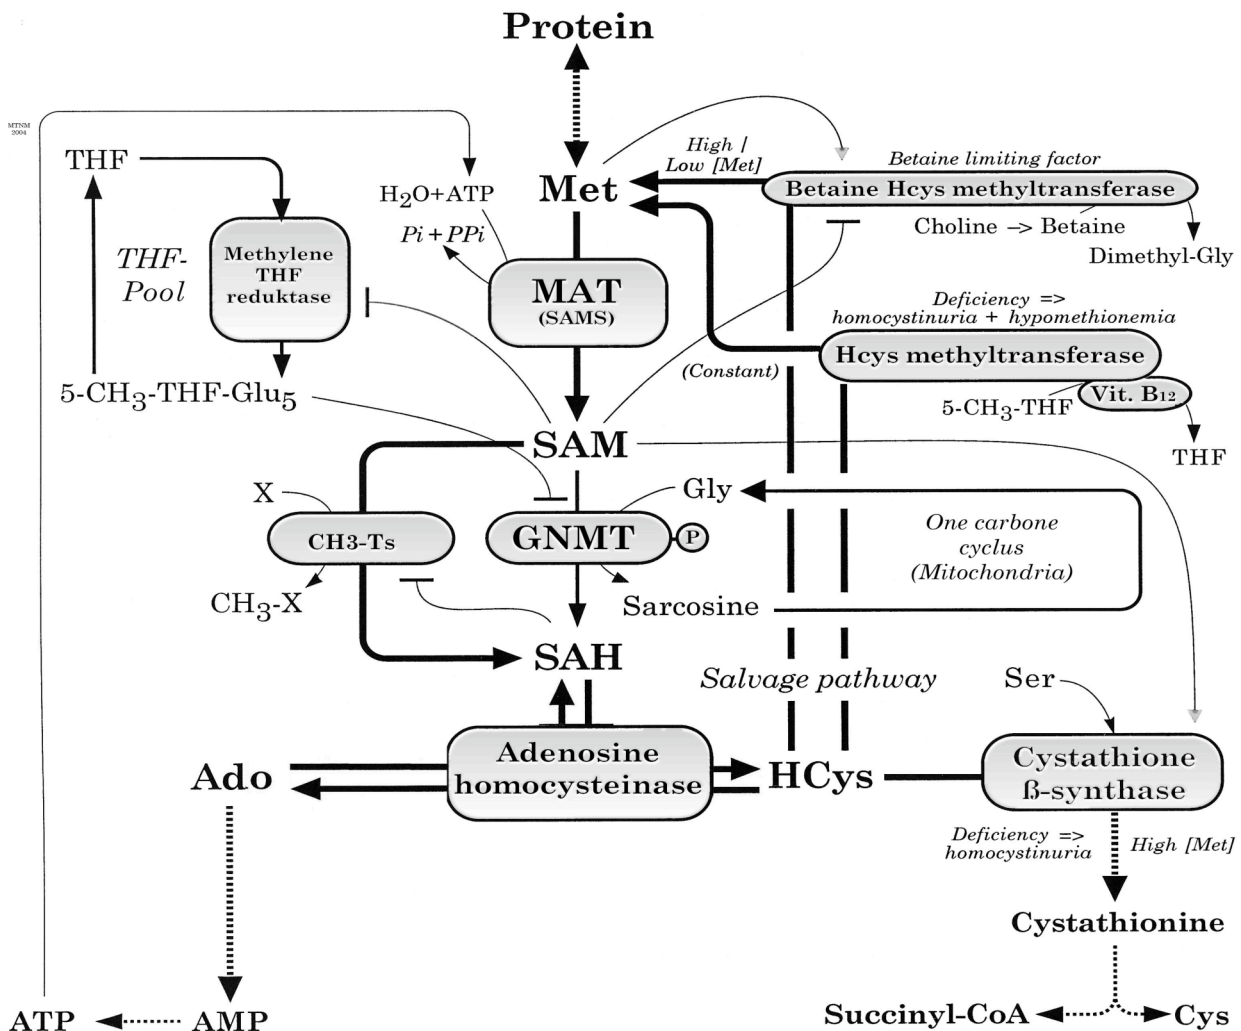 Protein
MTNM
2004
THF
High /
Low [Met]
Betaine limiting factor
H2O+ATP
Met
Betaine Hcys methyltransferase
Pi + PPi
Choline –> Betaine
Dimethyl-Gly
THF-
Pool
Methylene
THF
reduktase
MAT
(SAMS)
Deficiency =>
homocystinuria + hypomethionemia
Hcys methyltransferase
(Constant)
5-CH3-THF-Glu5
5-CH3-THF
Vit. B12
THF
SAM
X
Gly
CH3-Ts
GNMT
P
One carbone
cyclus
(Mitochondria)
CH3-X
Sarcosine
SAH
Salvage pathway
Ser
Ado
Adenosine
homocysteinase
HCys
Cystathione
ß-synthase
Deficiency =>
homocystinuria
High [Met]
Cystathionine
ATP
AMP
Succinyl-CoA
Cys